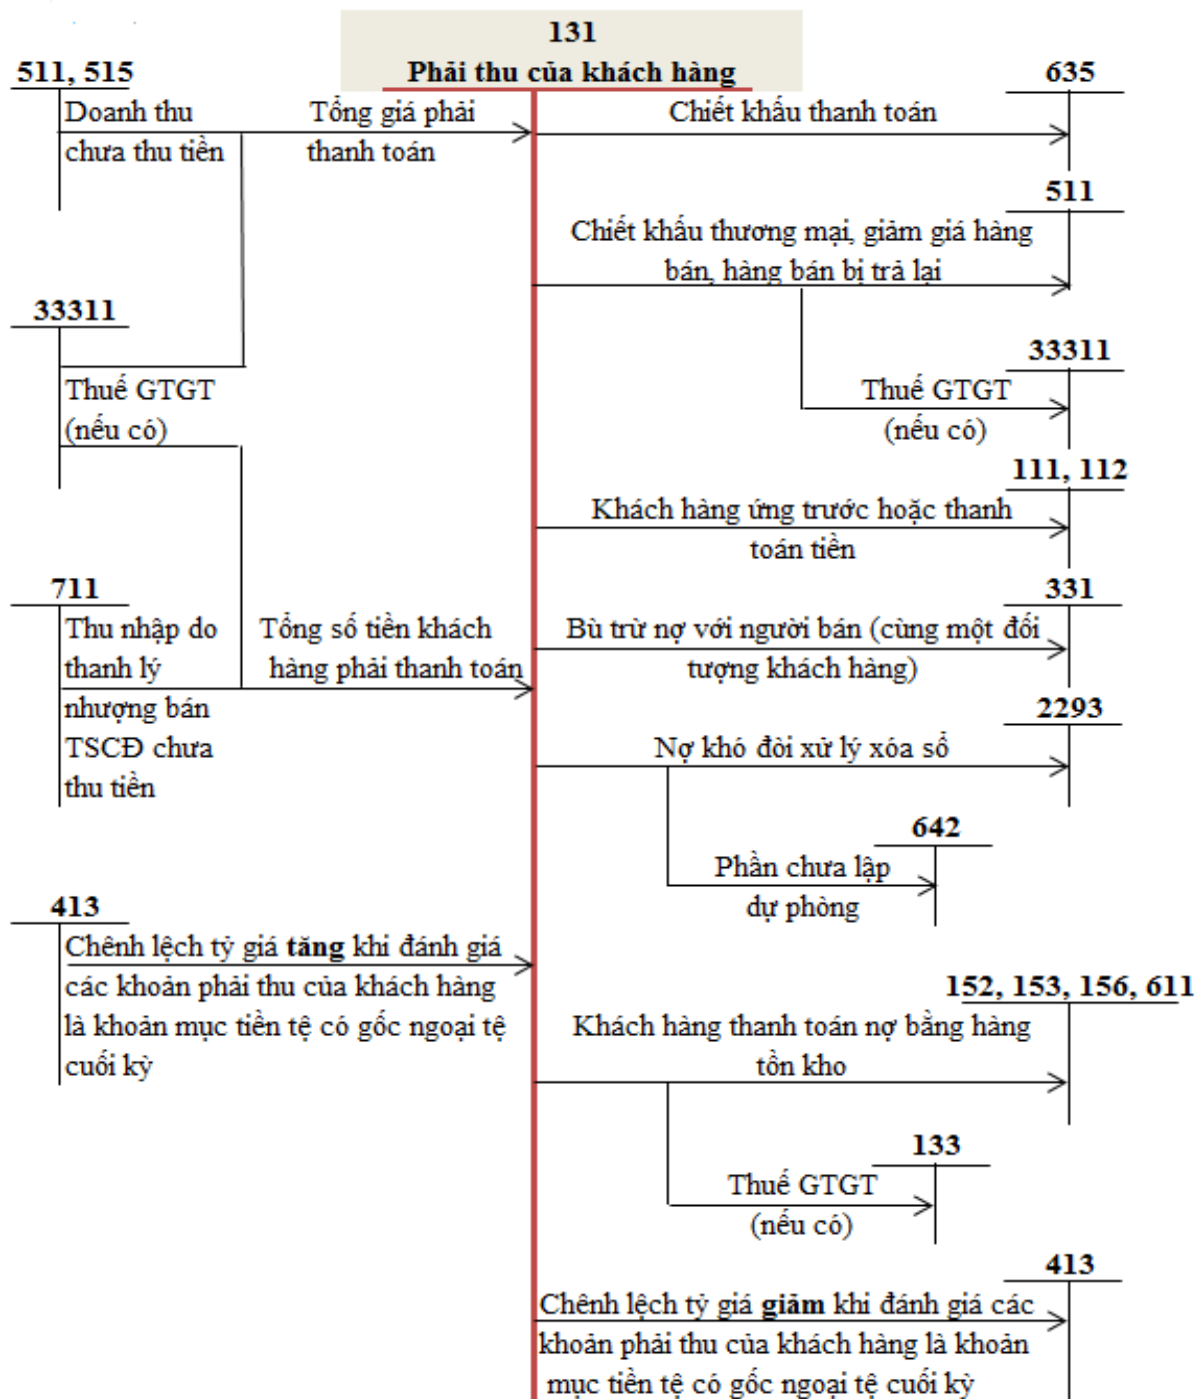 131
Phải thu của khách hàng
511, 515
Doanh thu
chưa thu tiền
Tổng giá phải
thanh toán
33311
Thuế GTGT
(nếu có)
711
Thu nhập do
thanh lý
nhượng bán
TSCĐ chưa
thu tiền
Tổng số tiền khách
hàng phải thanh toán
413
Chênh lệch tỷ giá tăng khi đánh giá
các khoản phải thu của khách hàng
là khoản mục tiền tệ có gốc ngoại tệ
cuối kỳ
635
Chiết khấu thanh toán
511
Chiết khấu thương mại, giảm giá hàng
bán, hàng bán bị trả lại
33311
Thuế GTGT
(nếu có)
111, 112
Khách hàng ứng trước hoặc thanh
toán tiền
331
Bù trừ nợ với người bán (cùng một đối
tượng khách hàng)
2293
Nợ khó đòi xử lý xóa sổ
642
Phần chưa lập
dự phòng
152, 153, 156, 611
Khách hàng thanh toán nợ bằng hàng
tồn kho
133
Thuế GTGT
(nếu có)
413
Chênh lệch tỷ giá giảm khi đánh giá các
khoản phải thu của khách hàng là khoản
mục tiền tệ có gốc ngoại tệ cuối kỳ